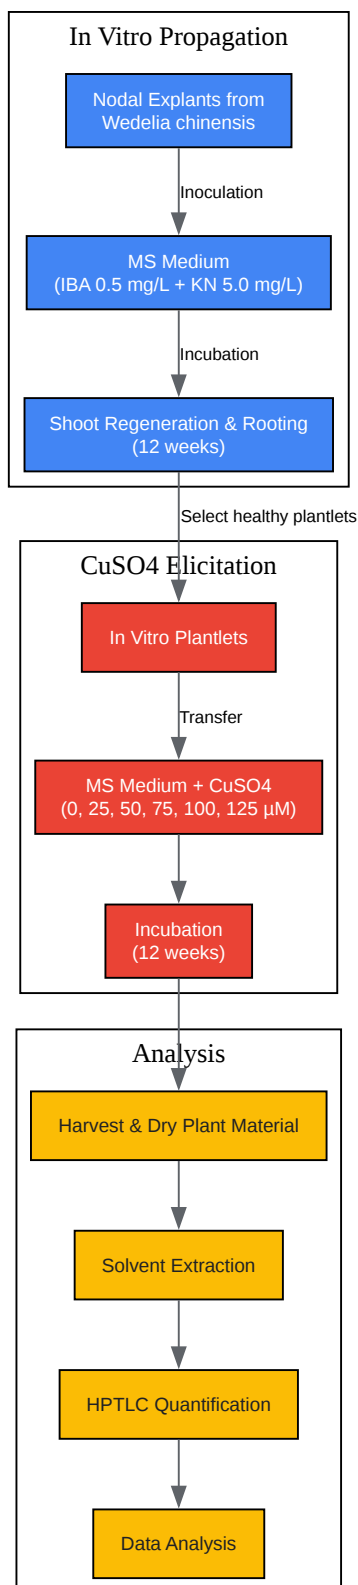 In Vitro Propagation
Nodal Explants from
Wedelia chinensis
Inoculation
MS Medium
(IBA 0.5 mg/L + KN 5.0 mg/L)
Incubation
Shoot Regeneration & Rooting
(12 weeks)
Select healthy plantlets
CuSO4 Elicitation
In Vitro Plantlets
Transfer
MS Medium + CuSO4
(0, 25, 50, 75, 100, 125 µM)
Incubation
(12 weeks)
Analysis
Harvest & Dry Plant Material
Solvent Extraction
HPTLC Quantification
Data Analysis